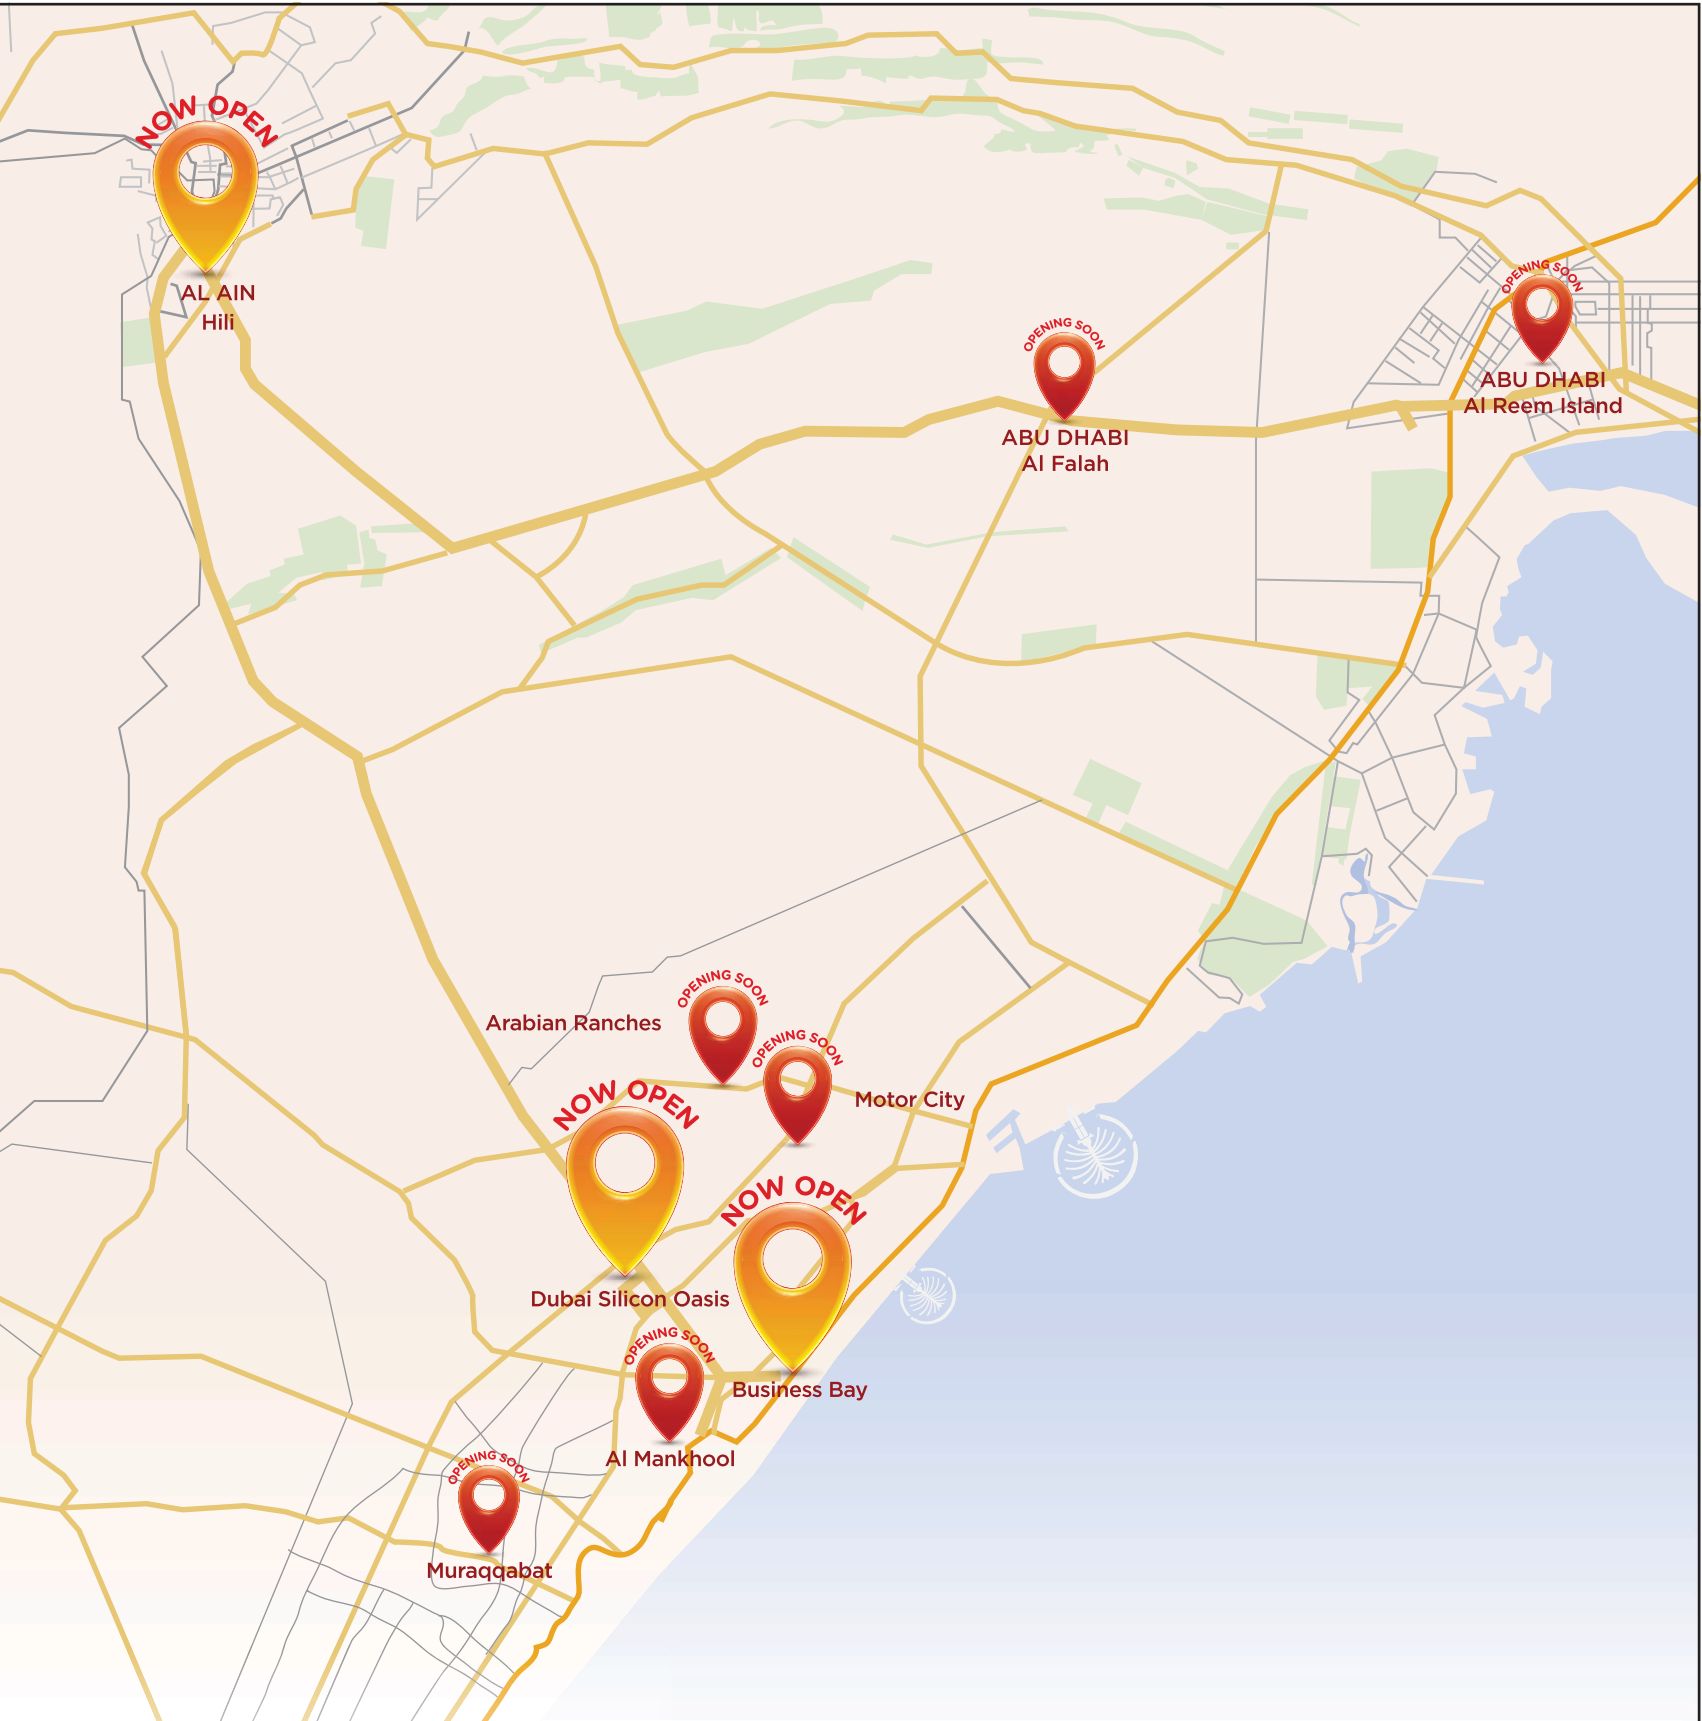 NOW OPEN
AL AIN
Hili
OPENING SOON
ABU DHABI
Al Reem Island
OPENING SOON
ABU DHABI
Al Falah
OPENING SOON
Arabian Ranches
OPENING SOON
Motor City
NOW OPEN
Dubai Silicon Oasis
NOW OPEN
Business Bay
OPENING SOON
Al Mankhool
OPENING SOON
Muraqqabat